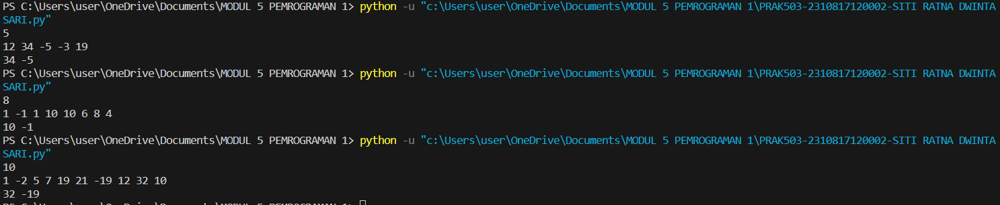 PS C:\Users\user\OneDrive\Documents\MODUL 5 PEMROGRAMAN 1> python -u "c:\Users\user\OneDrive\Documents\MODUL 5 PEMROGRAMAN 1\PRAK503-2310817120002-SITI RATNA DWINTA
SARI.py"
5
12 34 -5 -3 19
34 -5
PS C:\Users\user\OneDrive\Documents\MODUL 5 PEMROGRAMAN 1> python -u "c:\Users\user\OneDrive\Documents\MODUL 5 PEMROGRAMAN 1\PRAK503-2310817120002-SITI RATNA DWINTA
SARI.py"
8
1 -1 1 10 10 6 8 4
10 -1
PS C:\Users\user\OneDrive\Documents\MODUL 5 PEMROGRAMAN 1> python -u "c:\Users\user\OneDrive\Documents\MODUL 5 PEMROGRAMAN 1\PRAK503-2310817120002-SITI RATNA DWINTA
SARI.py"
10
1 -2 5 7 19 21 -19 12 32 10
32 -19
PS C:\Users\user\OneDrive\Documents\MODUL 5 PEMROGRAMAN 1>